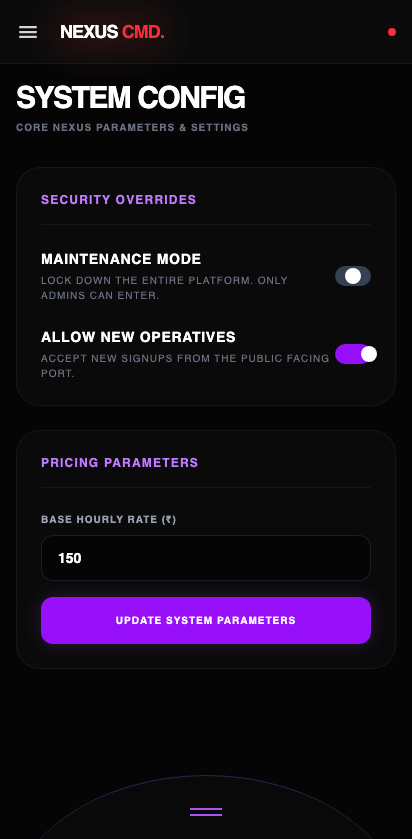 NEXUS CMD.
SYSTEM CONFIG
CORE NEXUS PARAMETERS & SETTINGS
SECURITY OVERRIDES
MAINTENANCE MODE
LOCK DOWN THE ENTIRE PLATFORM. ONLY
ADMINS CAN ENTER.
ALLOW NEW OPERATIVES
ACCEPT NEW SIGNUPS FROM THE PUBLIC FACING
PORT.
PRICING PARAMETERS
BASE HOURLY RATE (₹)
150
UPDATE SYSTEM PARAMETERS